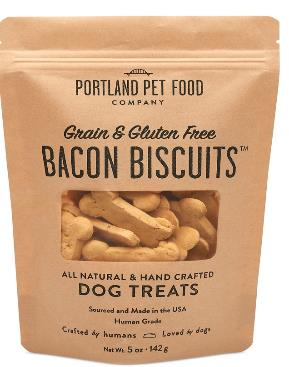 PORTLAND PET FOOD
COMPANY
Grain & Gluten Free
BACON BISCUITS™
ALL NATURAL & HAND CRAFTED
DOG TREATS
Sourced and Made in the USA
Human Grade
Crafted by humans Loved by dogs
Net Wt. 5 oz · 142 g